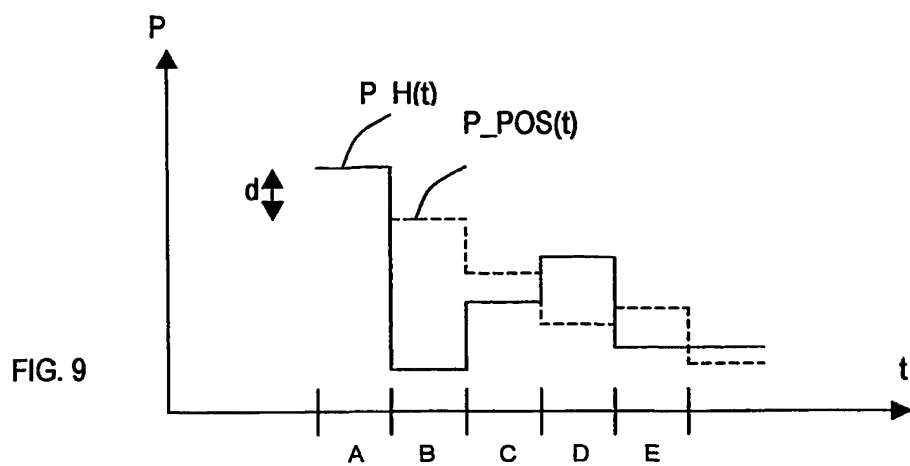 P
P H(t)
P_POS(t)
d
FIG. 9
t
A B C D E